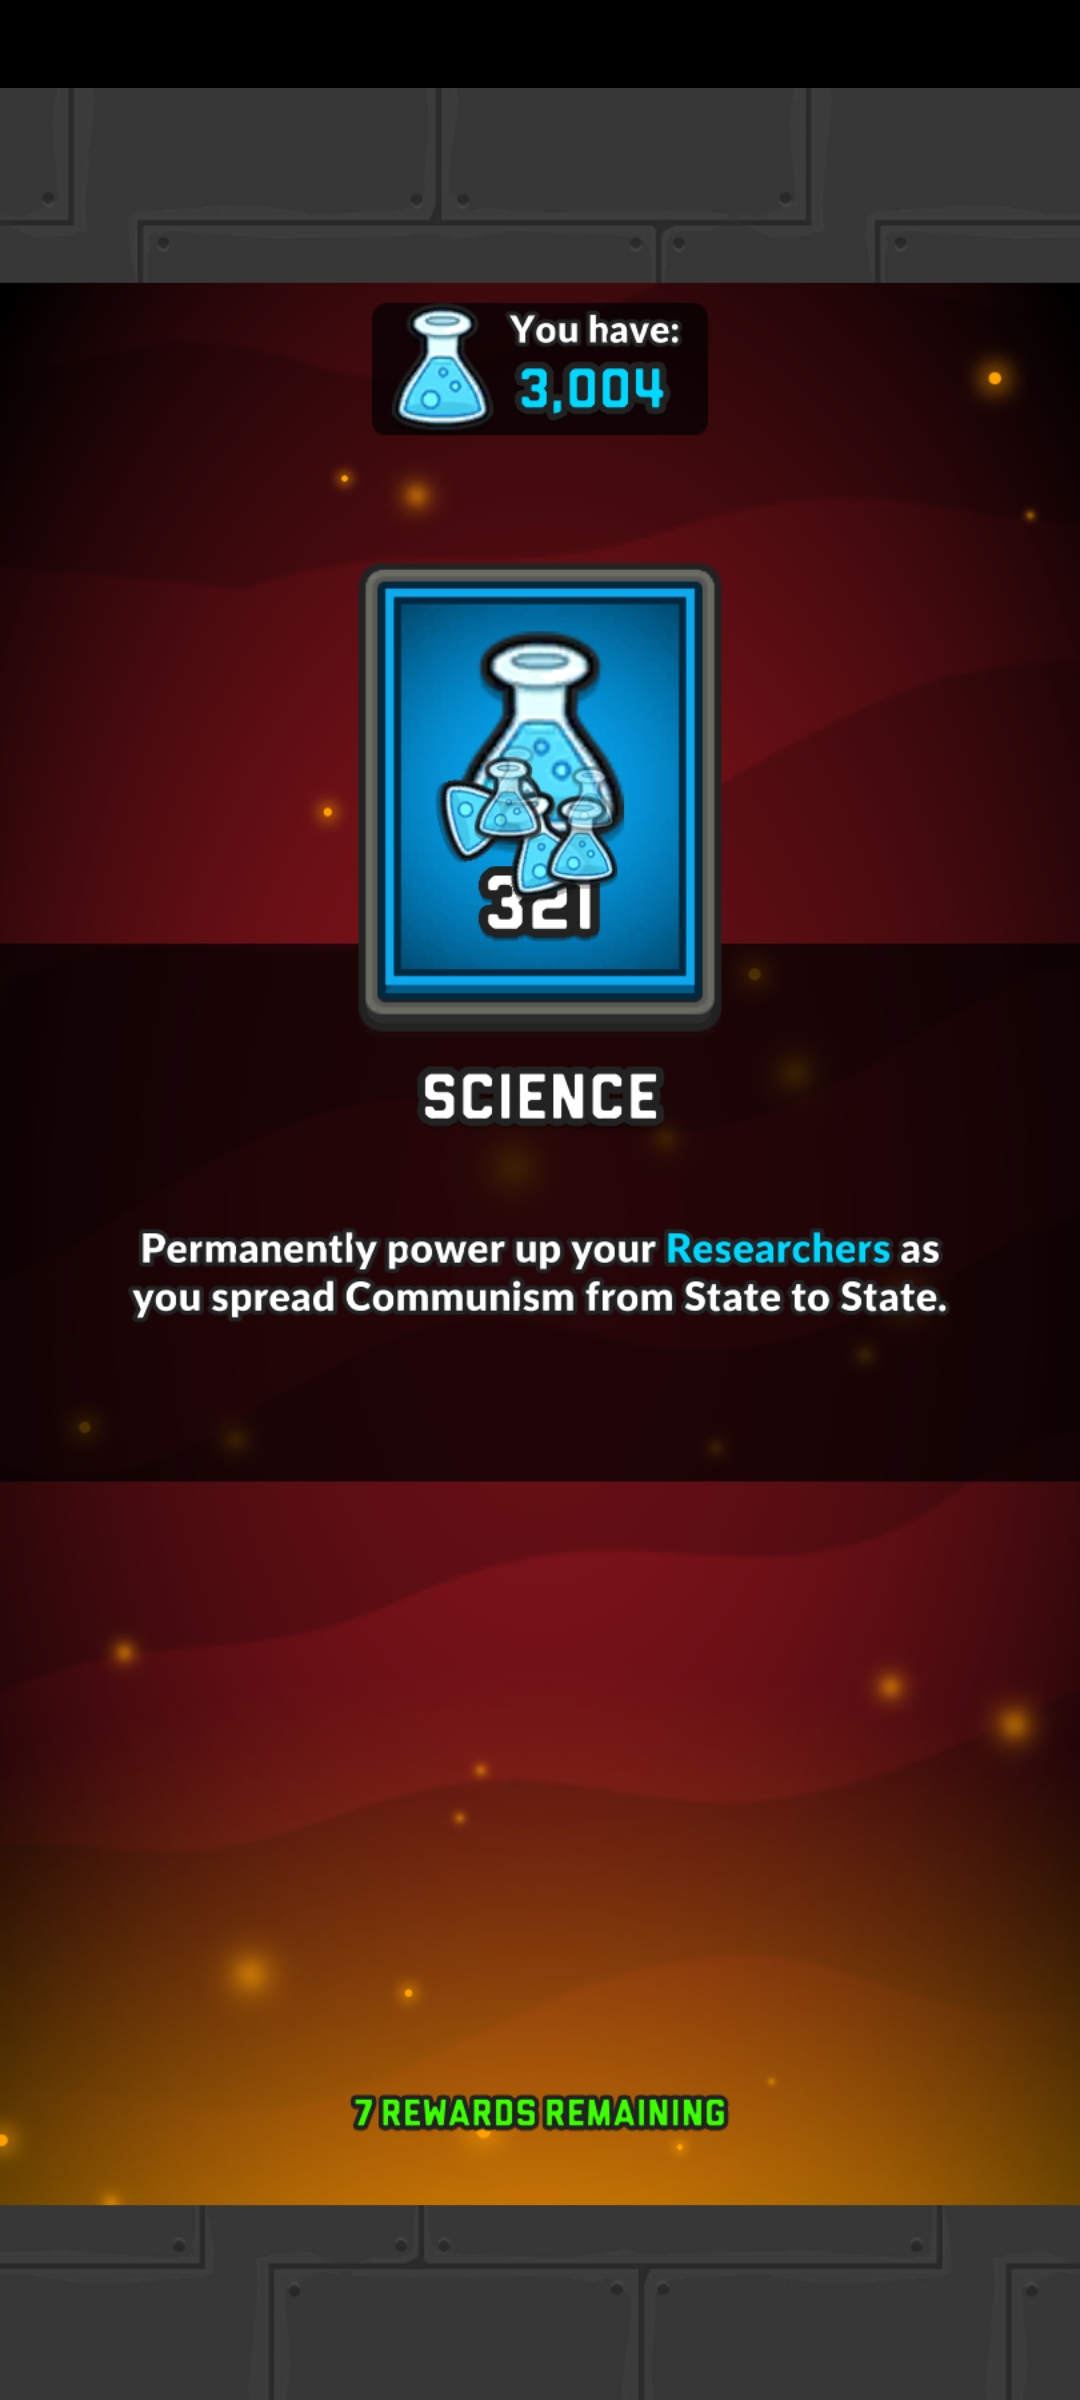 You have:
3,004
321
SCIENCE
Permanently power up your Researchers as
you spread Communism from State to State.
7 REWARDS REMAINING